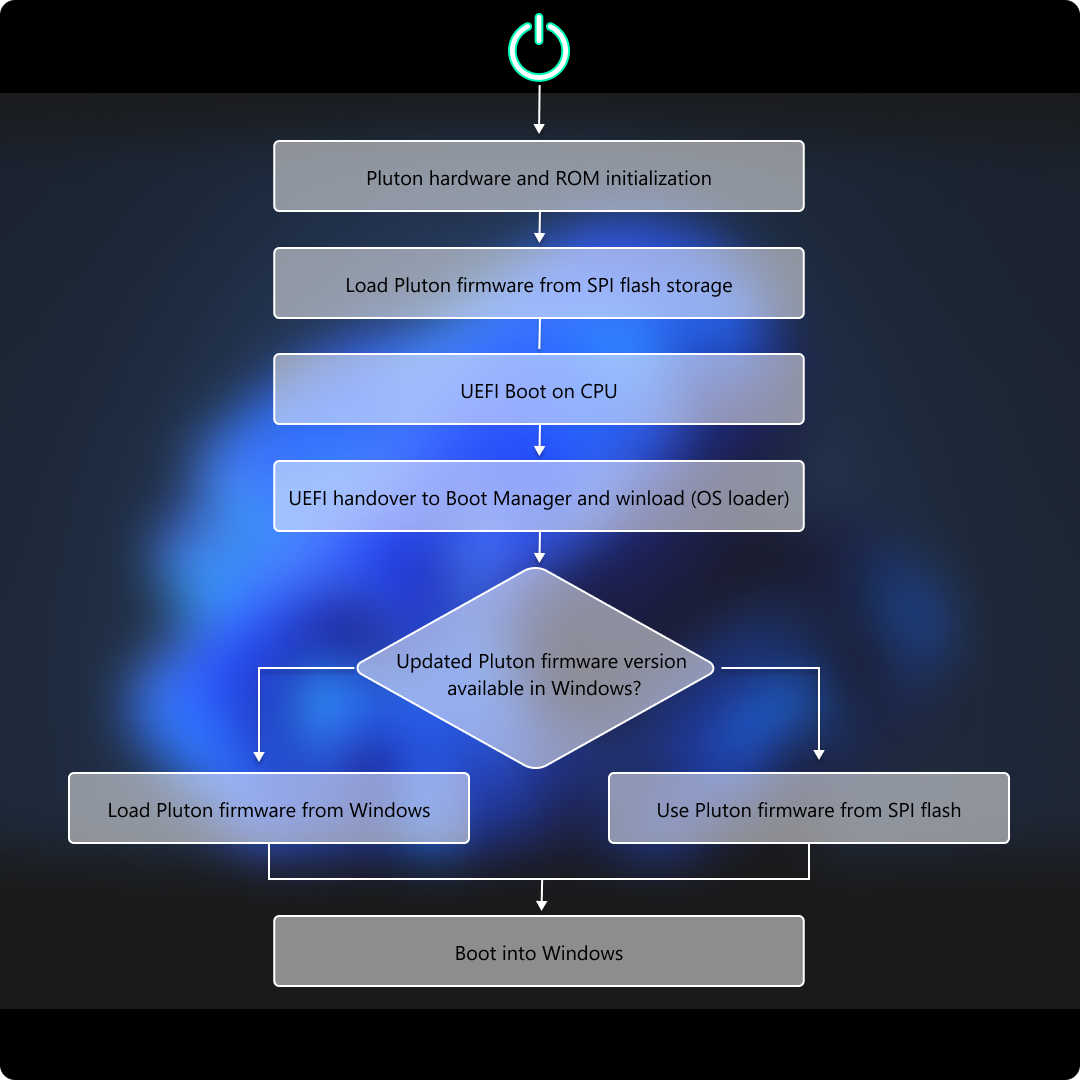 Pluton hardware and ROM initialization
Load Pluton firmware from SPI flash storage
UEFI Boot on CPU
UEFI handover to Boot Manager and winload (OS loader)
Updated Pluton firmware version
available in Windows?
Load Pluton firmware from Windows
Use Pluton firmware from SPI flash
Boot into Windows